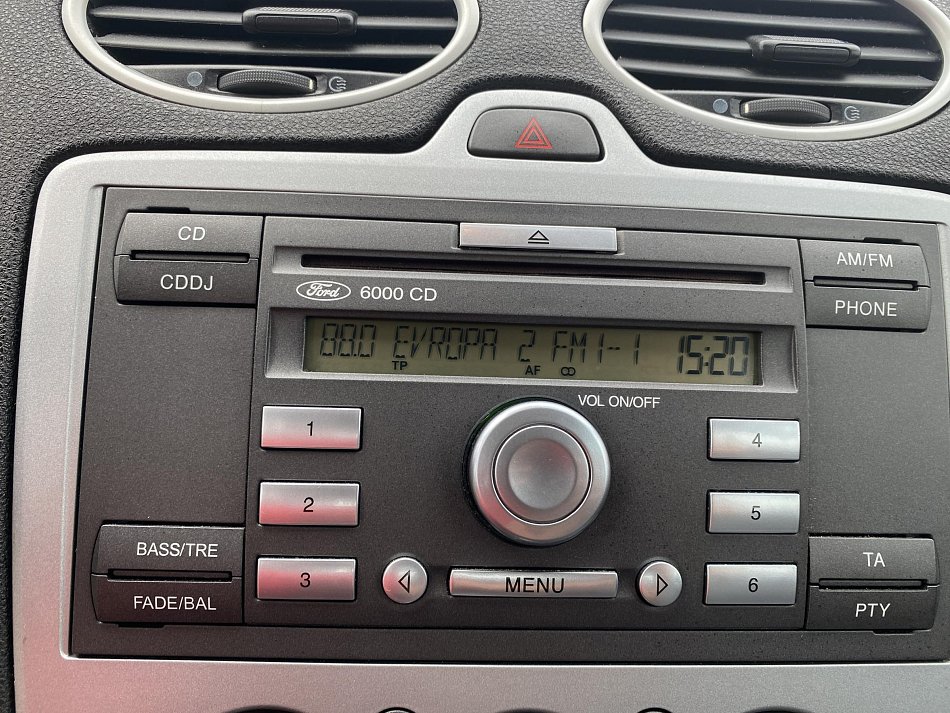 CD
CDDJ
AM/FM
PHONE
Ford 6000 CD
88.0 EVROPA 2 FM1-1 15:20
TP AF
VOL ON/OFF
1
4
2
5
3
MENU
6
BASS/TRE
FADE/BAL
TA
PTY